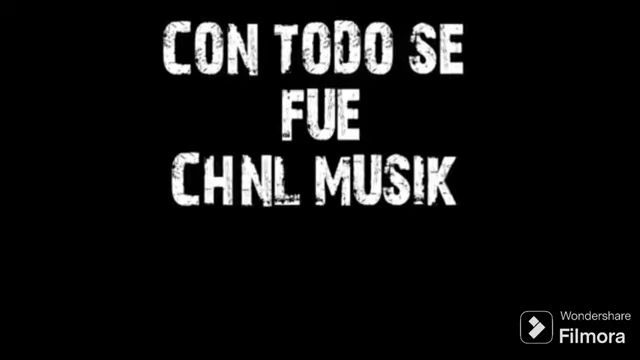 CON TODO SE
FUE
CHNL MUSIK
Wondershare
Filmora